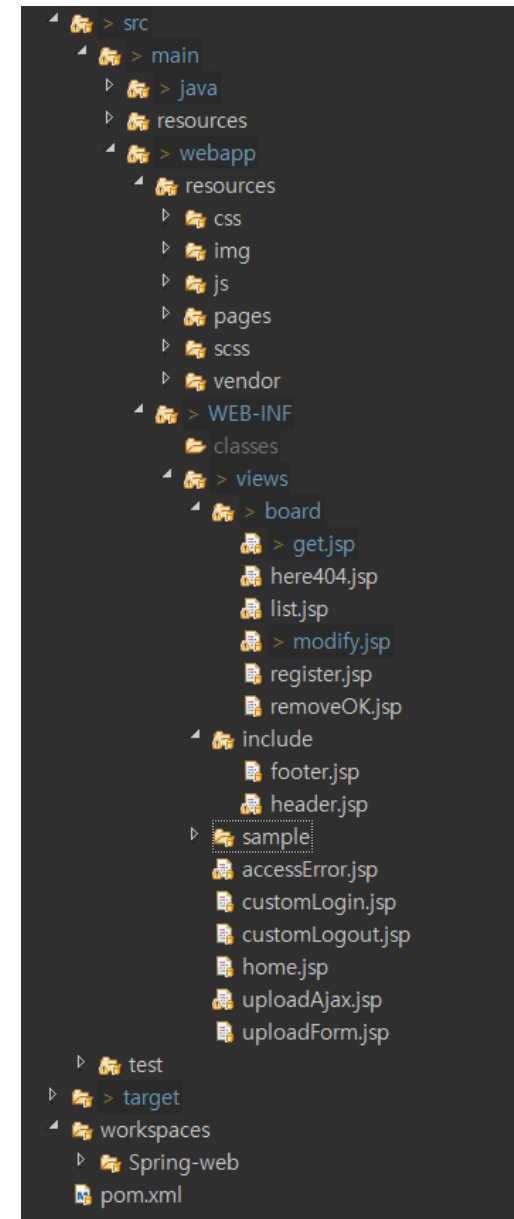 > src
> main
> java
resources
> webapp
resources
css
img
js
pages
scss
vendor
> WEB-INF
classes
> views
> board
> get.jsp
here404.jsp
list.jsp
> modify.jsp
register.jsp
removeOK.jsp
include
footer.jsp
header.jsp
sample
accessError.jsp
customLogin.jsp
customLogout.jsp
home.jsp
uploadAjax.jsp
uploadForm.jsp
test
> target
workspaces
Spring-web
pom.xml